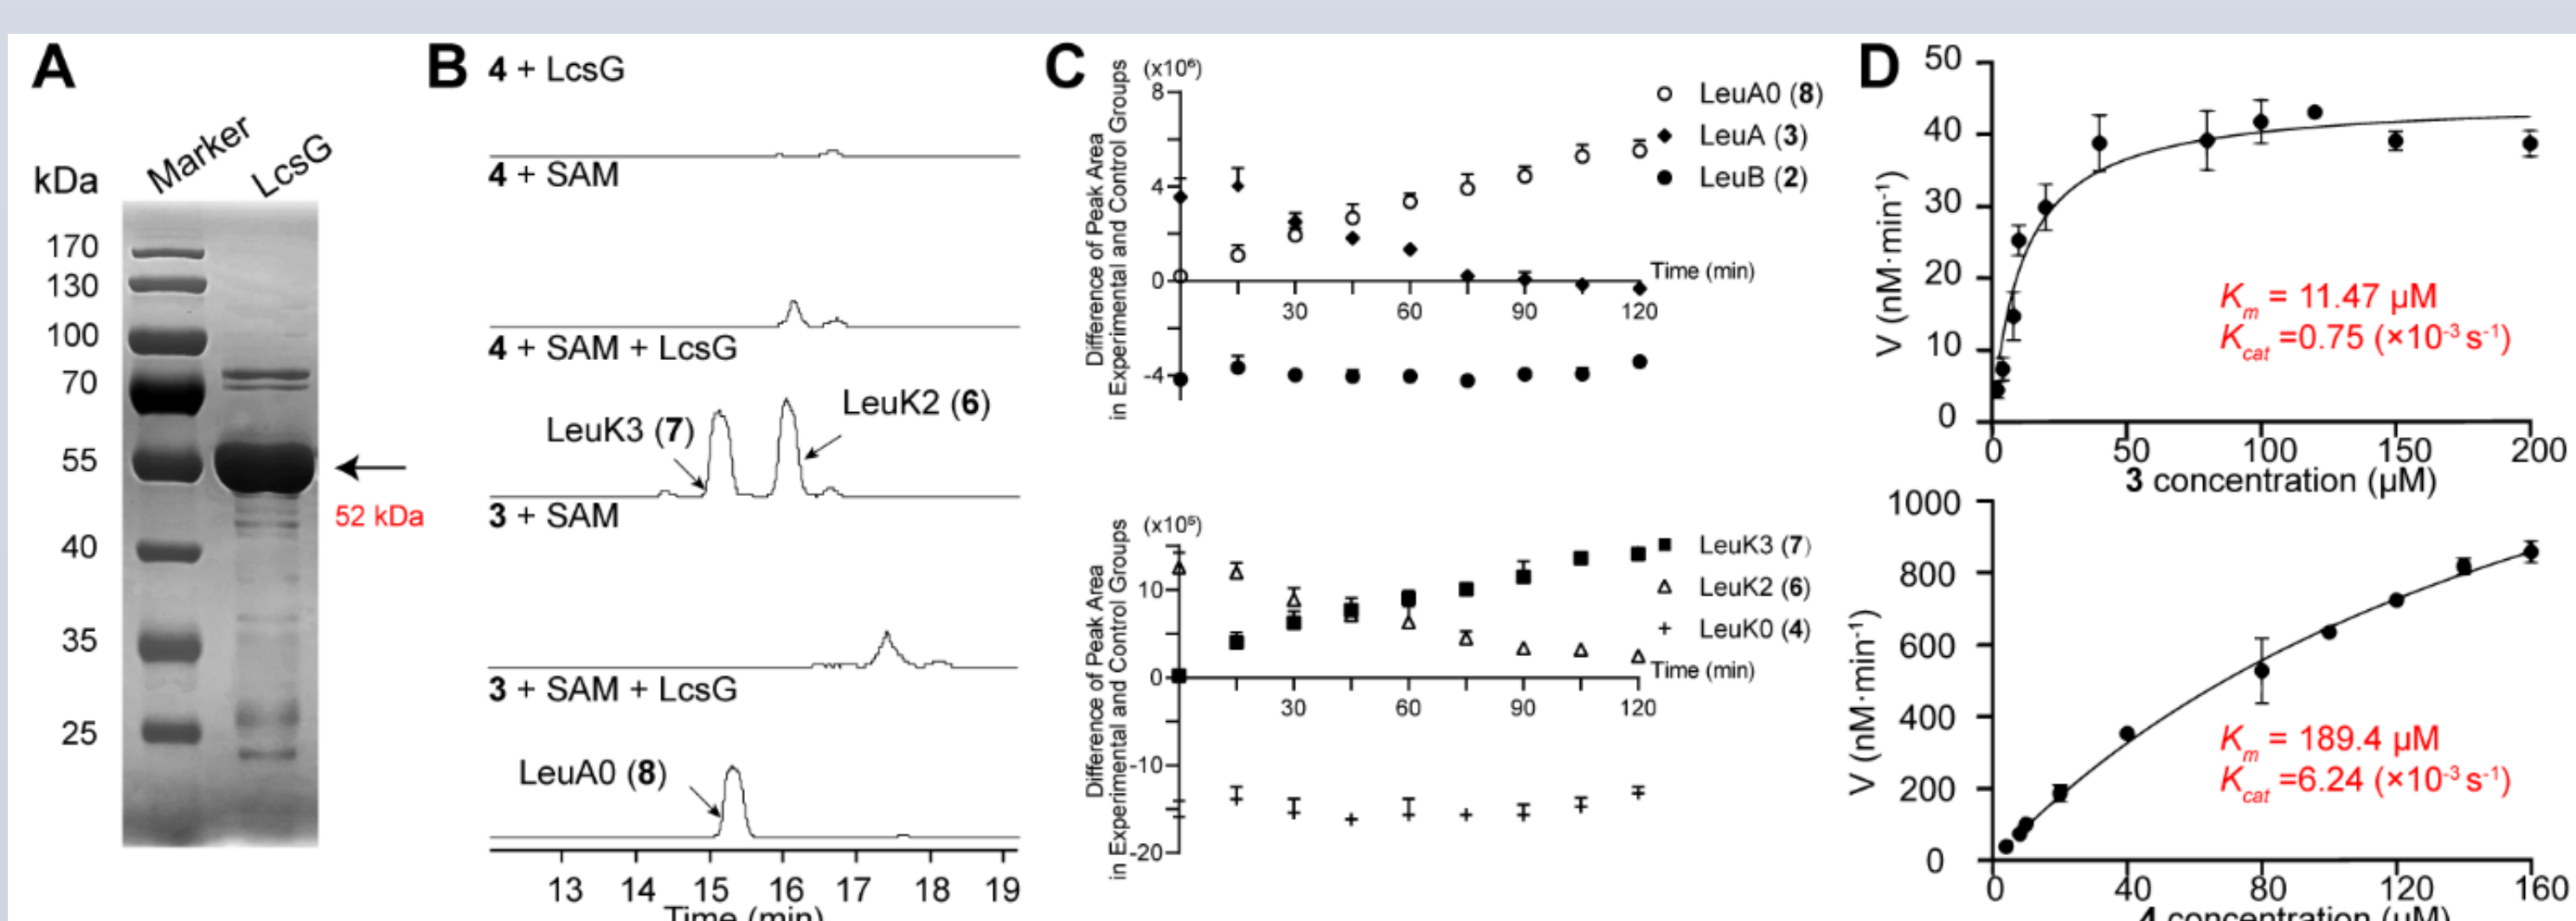 A
Marker
LcsG
kDa
170
130
100
70
55
40
35
25
52 kDa
B
4 + LcsG
4 + SAM
4 + SAM + LcsG
LeuK3 (7)
LeuK2 (6)
3 + SAM
3 + SAM + LcsG
LeuA0 (8)
13 14 15 16 17 18 19
Time (min)
C
Difference of Peak Area
in Experimental and Control Groups
(x10⁶)
8
4
0
-4
30 60 90 120
Time (min)
LeuA0 (8)
LeuA (3)
LeuB (2)
Difference of Peak Area
in Experimental and Control Groups
(x10⁵)
10
0
-10
-20
30 60 90 120
Time (min)
LeuK3 (7)
LeuK2 (6)
LeuK0 (4)
D
V (nM·min⁻¹)
50
40
30
20
10
0
Kₘ = 11.47 µM
K_cat =0.75 (×10⁻³ s⁻¹)
0 50 100 150 200
3 concentration (µM)
V (nM·min⁻¹)
1000
800
600
400
200
0
Kₘ = 189.4 µM
K_cat =6.24 (×10⁻³ s⁻¹)
0 40 80 120 160
4 concentration (µM)